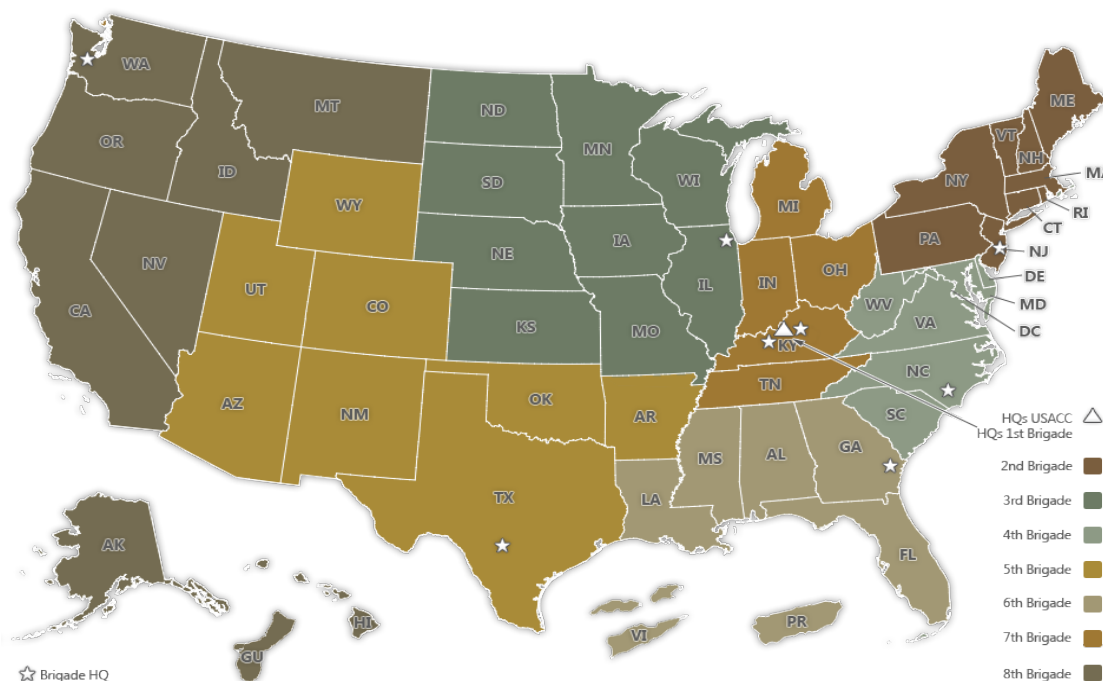 WA
MT
ND
MN
ME
VT
NH
OR
ID
SD
WI
NY
MA
RI
CT
WY
MI
PA
NJ
NE
IA
OH
DE
NV
UT
CO
IL
IN
WV
MD
CA
KS
MO
VA
DC
KY
NC
TN
AZ
NM
OK
AR
SC
HQs USACC
HQs 1st Brigade
MS
AL
GA
2nd Brigade
TX
LA
3rd Brigade
AK
4th Brigade
FL
5th Brigade
HI
VI
PR
6th Brigade
GU
7th Brigade
Brigade HQ
8th Brigade